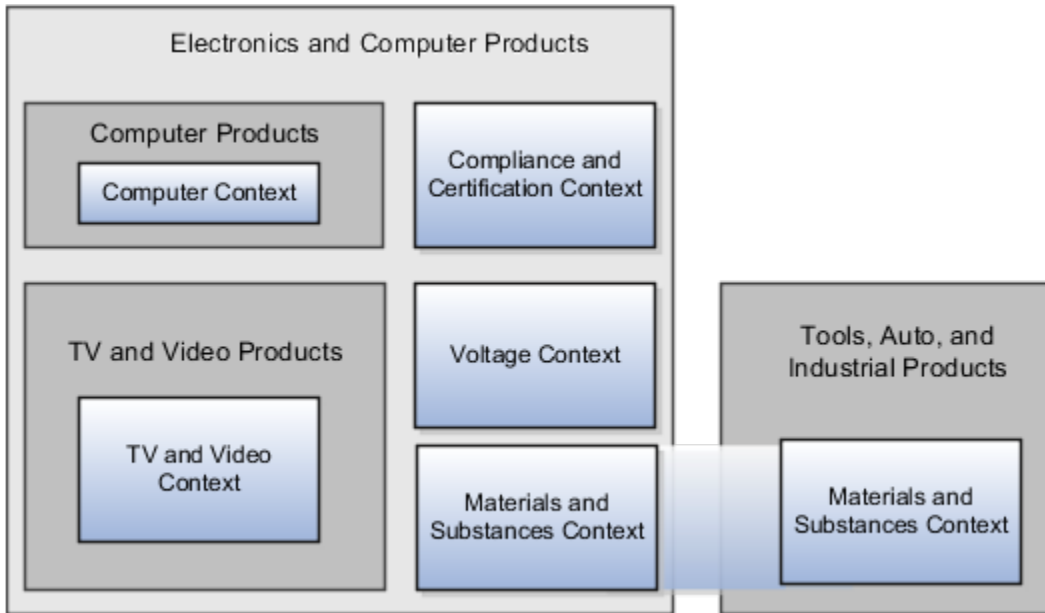 Electronics and Computer Products
Computer Products
Computer Context
Compliance and
Certification Context
TV and Video Products
TV and Video
Context
Voltage Context
Materials and
Substances Context
Tools, Auto, and
Industrial Products
Materials and
Substances Context